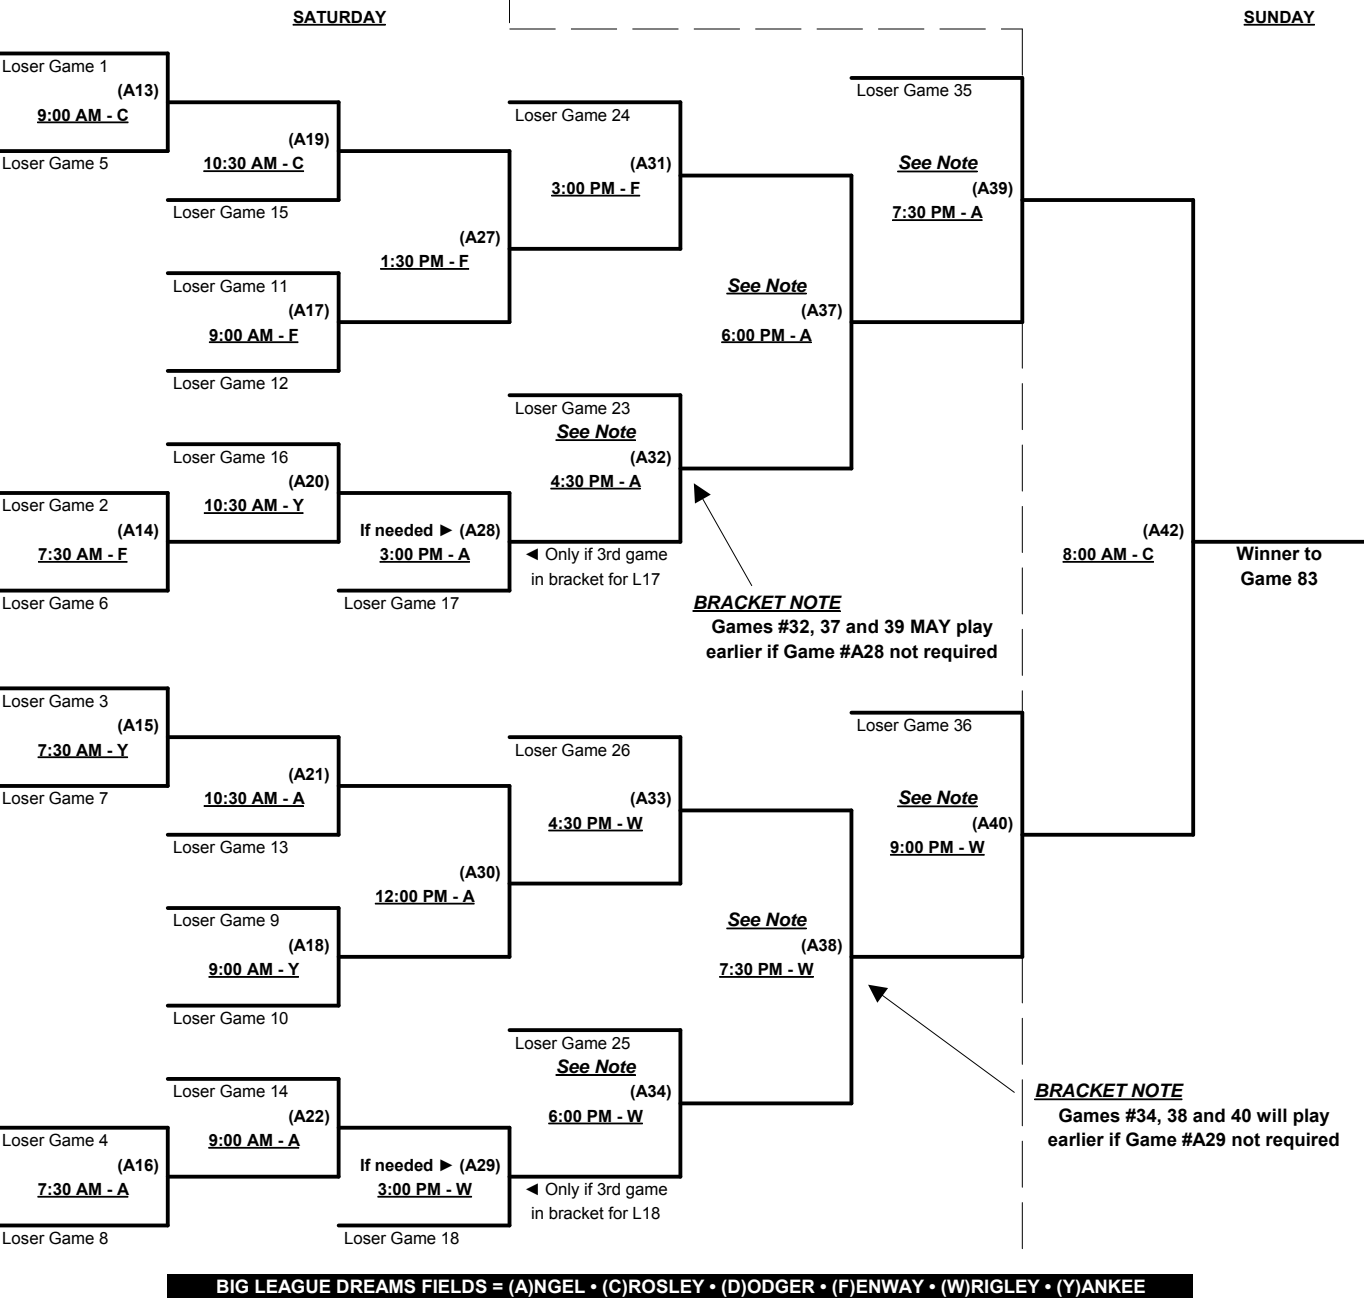 SATURDAY
SUNDAY
Loser Game 1
(A13)
9:00 AM - C
Loser Game 5
(A19)
10:30 AM - C
Loser Game 15
Loser Game 11
(A17)
9:00 AM - F
Loser Game 12
(A27)
1:30 PM - F
Loser Game 24
(A31)
3:00 PM - F
Loser Game 35
See Note
(A39)
7:30 PM - A
See Note
(A37)
6:00 PM - A
Loser Game 23
See Note
(A32)
4:30 PM - A
Loser Game 16
(A20)
10:30 AM - Y
Loser Game 2
(A14)
7:30 AM - F
Loser Game 6
If needed ► (A28)
3:00 PM - A
Loser Game 17
◄ Only if 3rd game
in bracket for L17
BRACKET NOTE
Games #32, 37 and 39 MAY play
earlier if Game #A28 not required
(A42)
8:00 AM - C
Winner to
Game 83
Loser Game 3
(A15)
7:30 AM - Y
Loser Game 7
(A21)
10:30 AM - A
Loser Game 13
Loser Game 9
(A18)
9:00 AM - Y
Loser Game 10
(A30)
12:00 PM - A
Loser Game 26
(A33)
4:30 PM - W
Loser Game 36
See Note
(A40)
9:00 PM - W
See Note
(A38)
7:30 PM - W
Loser Game 25
See Note
(A34)
6:00 PM - W
Loser Game 14
(A22)
9:00 AM - A
Loser Game 4
(A16)
7:30 AM - A
Loser Game 8
If needed ► (A29)
3:00 PM - W
Loser Game 18
◄ Only if 3rd game
in bracket for L18
BRACKET NOTE
Games #34, 38 and 40 will play
earlier if Game #A29 not required
BIG LEAGUE DREAMS FIELDS = (A)NGEL • (C)ROSLEY • (D)ODGER • (F)ENWAY • (W)RIGLEY • (Y)ANKEE